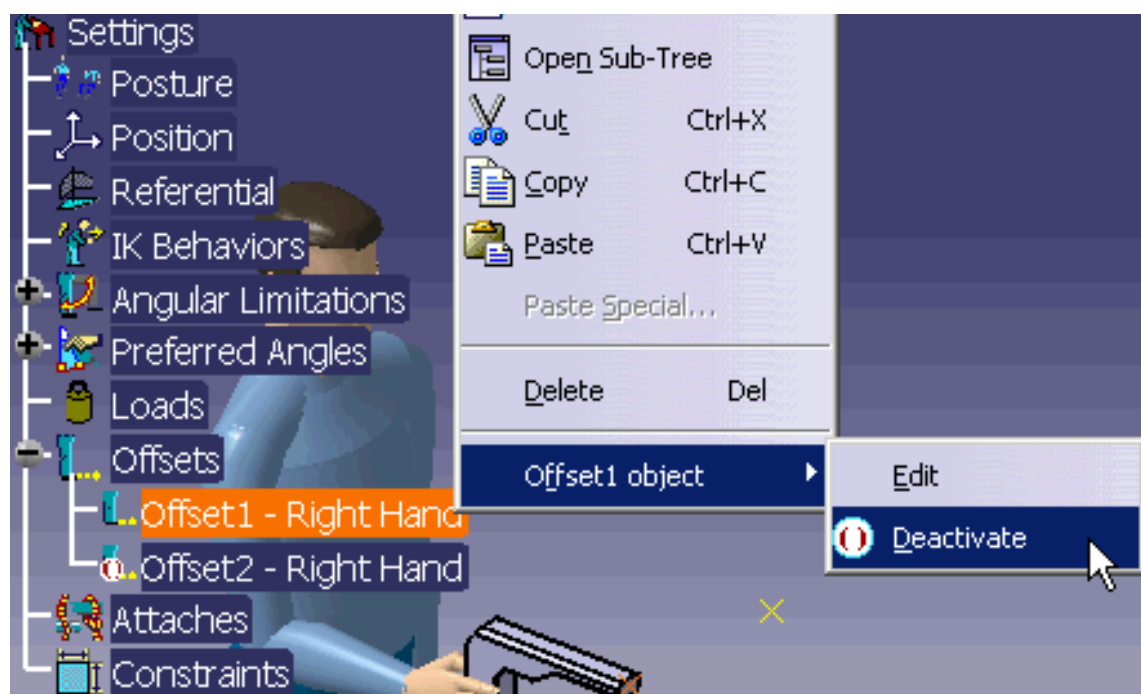 Settings
Posture
Position
Referential
IK Behaviors
Angular Limitations
Preferred Angles
Loads
Offsets
Offset1 - Right Hand
Offset2 - Right Hand
Attaches
Constraints
Open Sub-Tree
Cut Ctrl+X
Copy Ctrl+C
Paste Ctrl+V
Paste Special...
Delete Del
Offset1 object
Edit
Deactivate